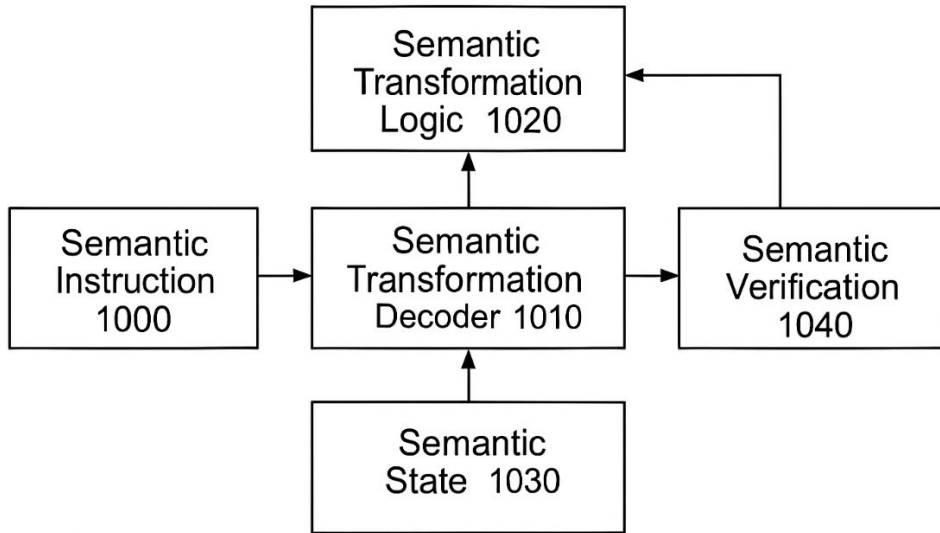 Semantic
Transformation
Logic 1020
Semantic
Instruction
1000
Semantic
Transformation
Decoder 1010
Semantic
Verification
1040
Semantic
State 1030